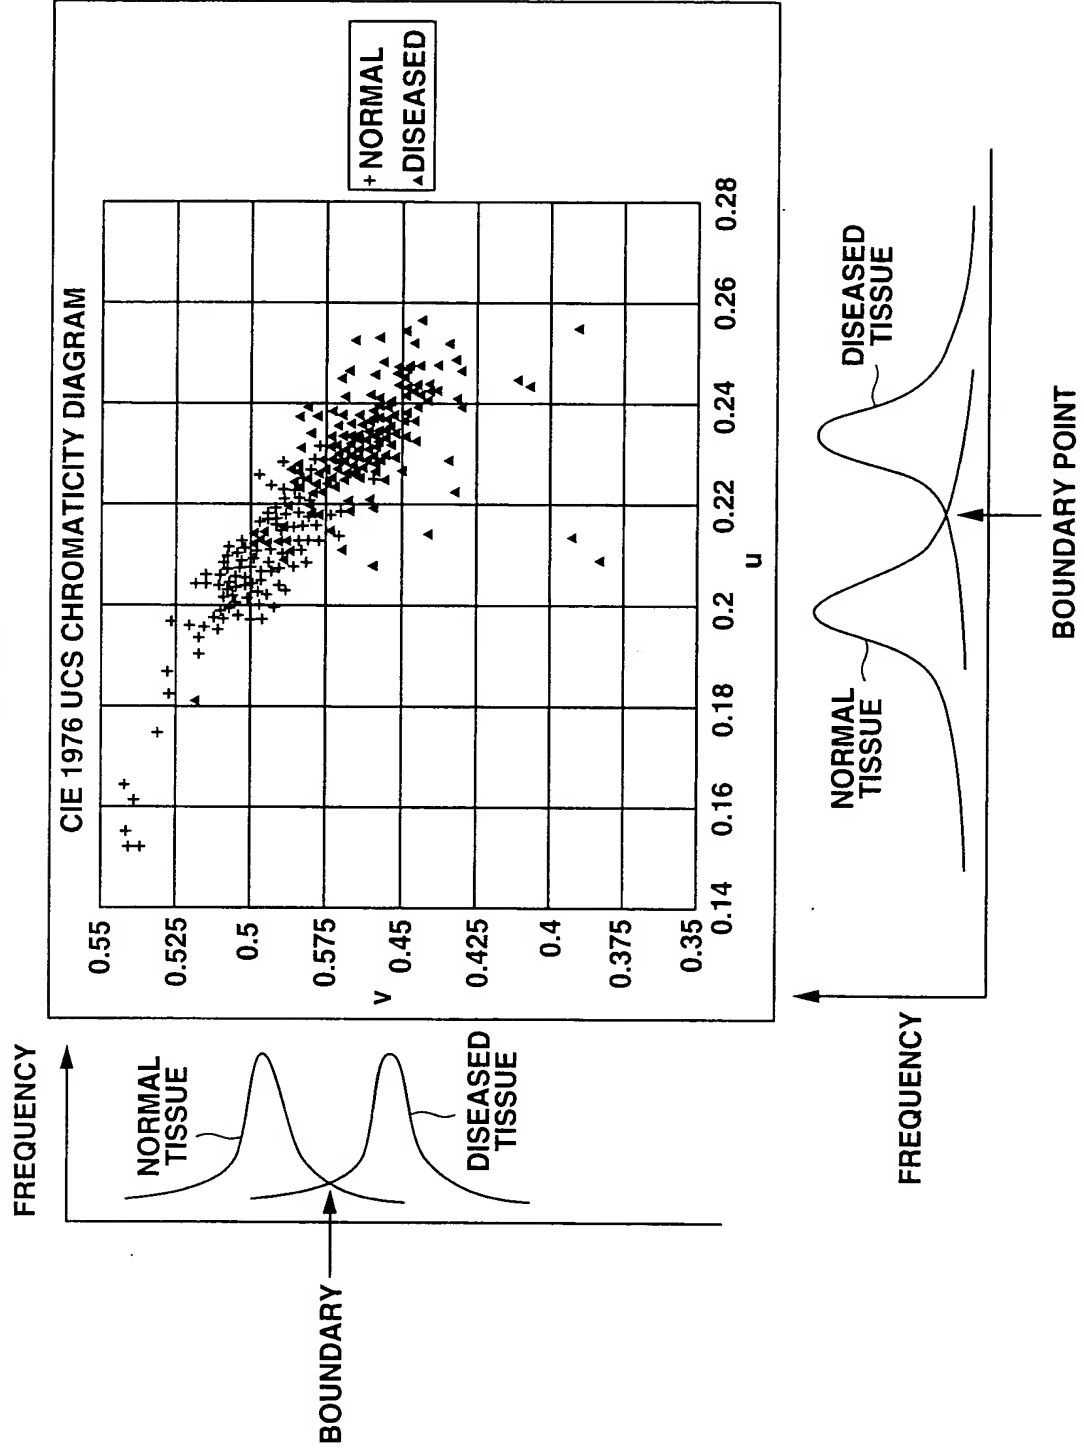 CIE 1976 UCS CHROMATICITY DIAGRAM
+ NORMAL
▲ DISEASED
0.55
0.525
0.5
0.575
0.45
0.425
0.4
0.375
0.35
v
0.14
0.16
0.18
0.2
0.22
0.24
0.26
0.28
u
FREQUENCY
NORMAL
TISSUE
DISEASED
TISSUE
BOUNDARY
FREQUENCY
NORMAL
TISSUE
DISEASED
TISSUE
BOUNDARY POINT